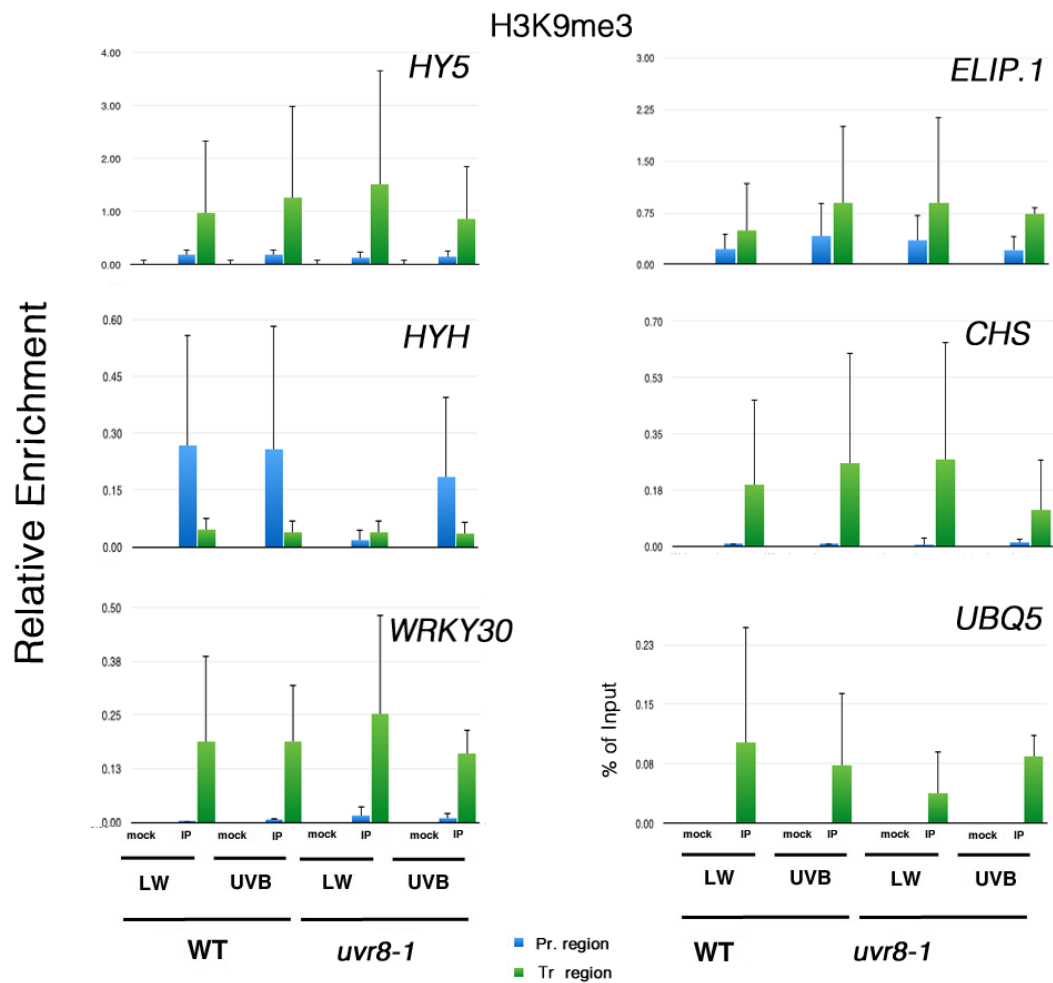 H3K9me3
Relative Enrichment
HY5
4.00
3.00
2.00
1.00
0.00
ELIP.1
3.00
2.25
1.50
0.75
0.00
HYH
0.60
0.45
0.30
0.15
0.00
CHS
0.70
0.53
0.35
0.18
0.00
WRKY30
0.50
0.38
0.25
0.13
0.00
mock IP mock IP mock IP mock IP
LW UVB LW UVB
WT uvr8-1
UBQ5
% of Input
0.23
0.15
0.08
0.00
mock IP mock IP mock IP mock IP
LW UVB LW UVB
WT uvr8-1
Pr. region
Tr region